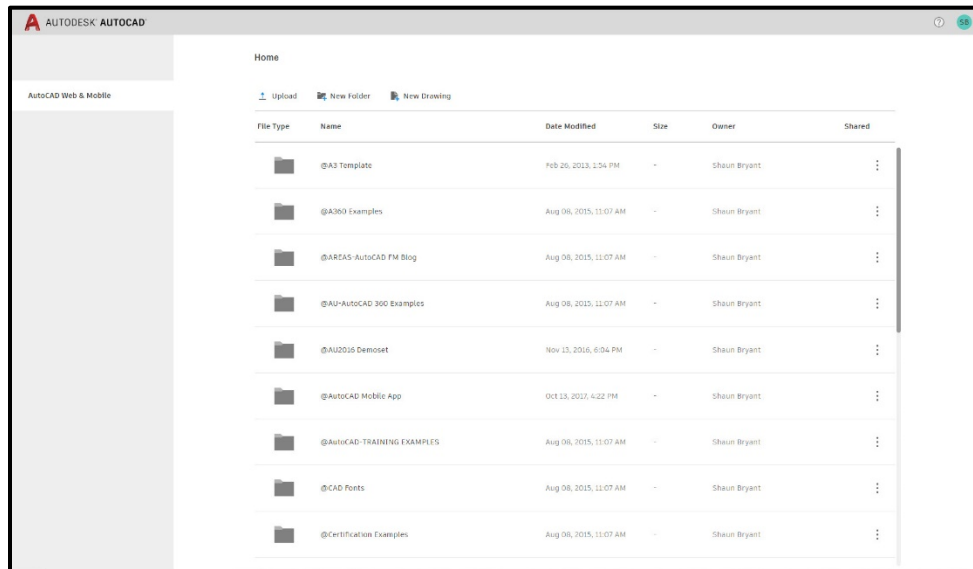 AUTODESK® AUTOCAD®
? SB
Home
AutoCAD Web & Mobile
Upload New Folder New Drawing
File Type Name Date Modified Size Owner Shared
@A3 Template Feb 26, 2013, 1:54 PM - Shaun Bryant
@A360 Examples Aug 08, 2015, 11:07 AM - Shaun Bryant
@AREAS-AutoCAD FM Blog Aug 08, 2015, 11:07 AM - Shaun Bryant
@AU-AutoCAD 360 Examples Aug 08, 2015, 11:07 AM - Shaun Bryant
@AU2016 Demoset Nov 13, 2016, 6:04 PM - Shaun Bryant
@AutoCAD Mobile App Oct 13, 2017, 4:22 PM - Shaun Bryant
@AutoCAD-TRAINING EXAMPLES Aug 08, 2015, 11:07 AM - Shaun Bryant
@CAD Fonts Aug 08, 2015, 11:07 AM - Shaun Bryant
@Certification Examples Aug 08, 2015, 11:07 AM - Shaun Bryant